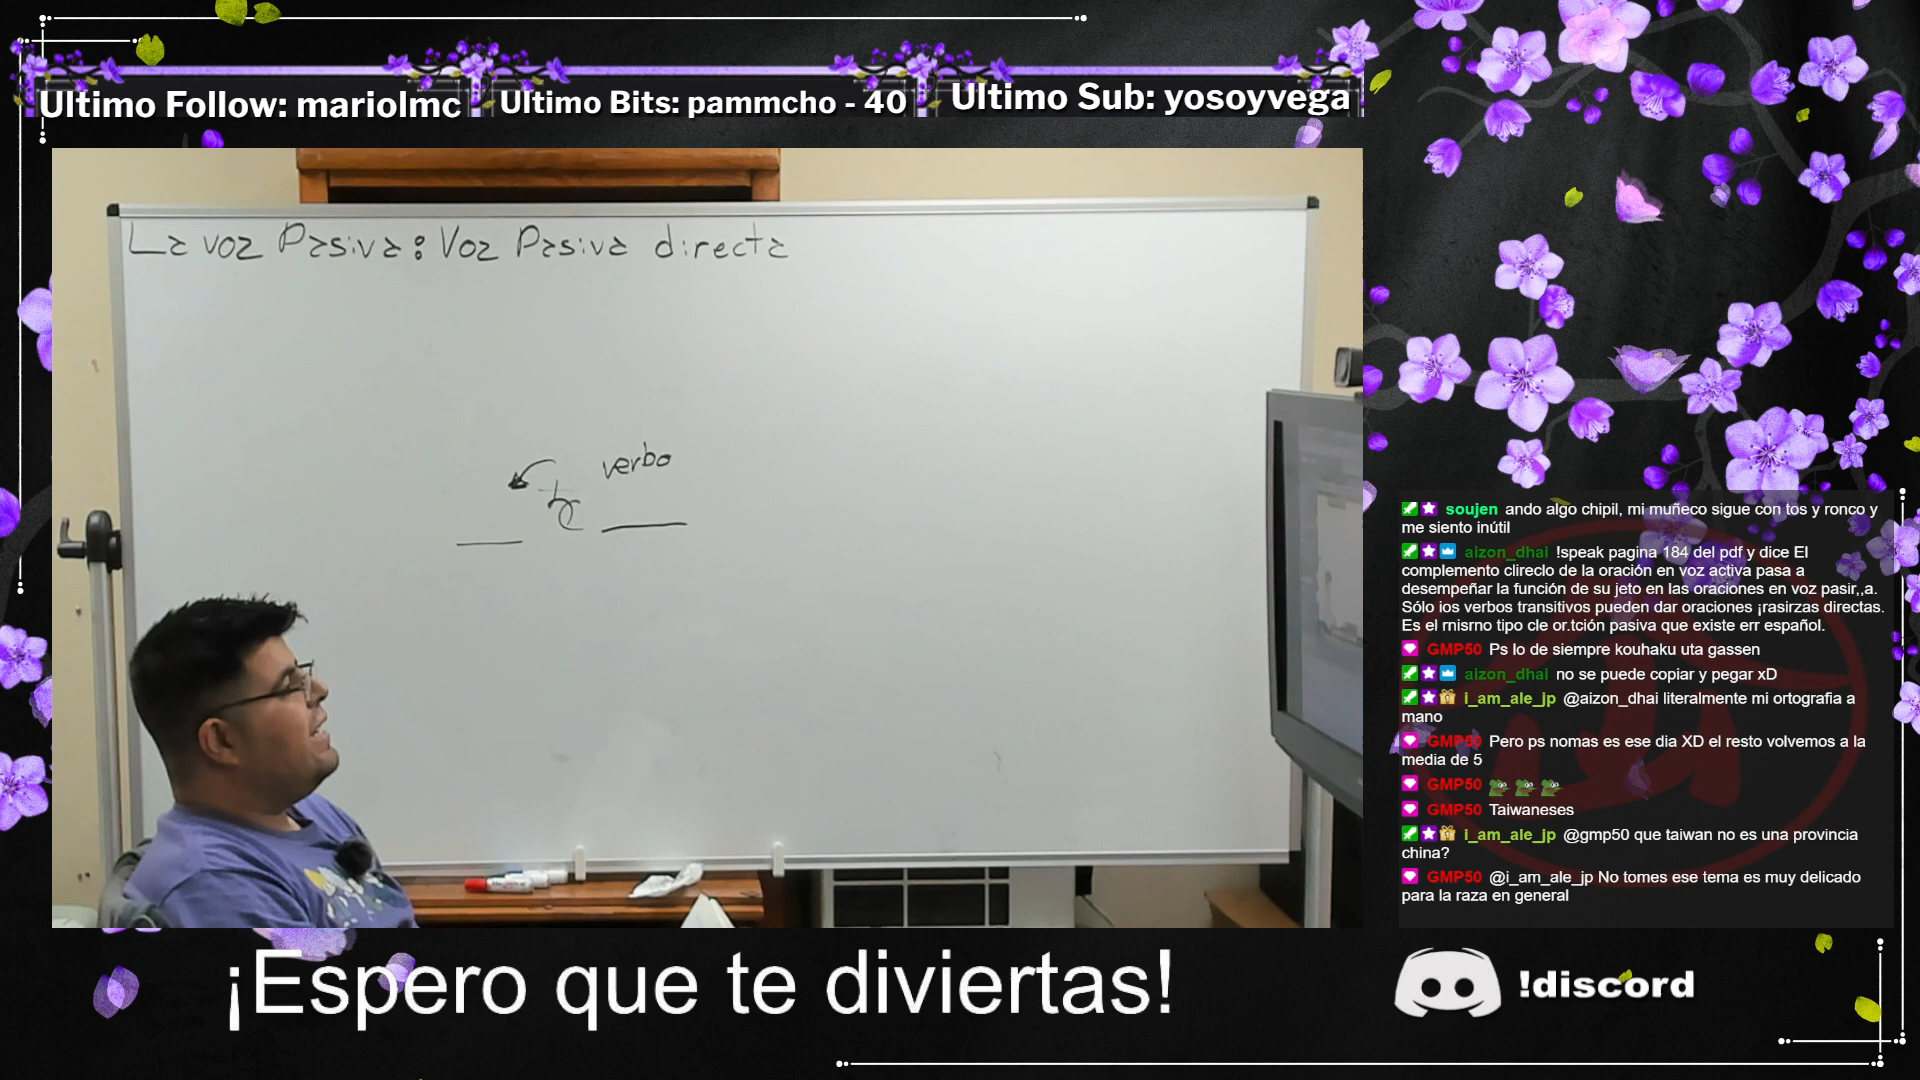 Ultimo Follow: mariolmc
Ultimo Bits: pammcho - 40
Ultimo Sub: yosoyvega
La voz Pasiva: Voz Pasiva directa
verbo
を
soujen ando algo chipil, mi muñeco sigue con tos y ronco y
me siento inútil
aizon_dhai !speak pagina 184 del pdf y dice El
complemento clireclo de la oración en voz activa pasa a
desempeñar la función de su jeto en las oraciones en voz pasir,,a.
Sólo ios verbos transitivos pueden dar oraciones ¡rasirzas directas.
Es el rnisrno tipo cle or.tción pasiva que existe err español.
GMP50 Ps lo de siempre kouhaku uta gassen
aizon_dhai no se puede copiar y pegar xD
i_am_ale_jp @aizon_dhai literalmente mi ortografia a
mano
GMP50 Pero ps nomas es ese dia XD el resto volvemos a la
media de 5
GMP50
GMP50 Taiwaneses
i_am_ale_jp @gmp50 que taiwan no es una provincia
china?
GMP50 @i_am_ale_jp No tomes ese tema es muy delicado
para la raza en general
¡Espero que te diviertas!
!discord